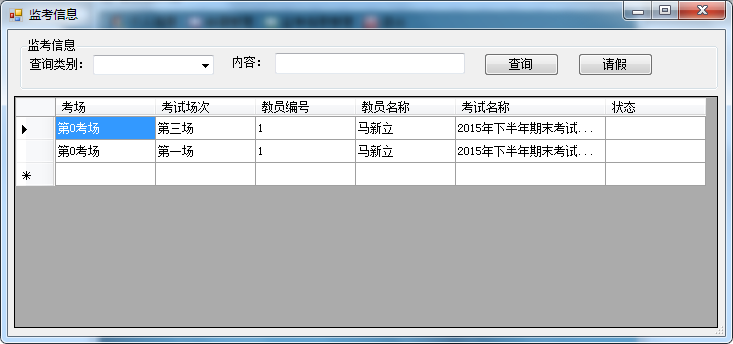 监考信息
监考信息
查询类别： 内容： 查询 请假
考场 考试场次 教员编号 教员名称 考试名称 状态
第0考场 第三场 1 马新立 2015年下半年期末考试...
第0考场 第一场 1 马新立 2015年下半年期末考试...